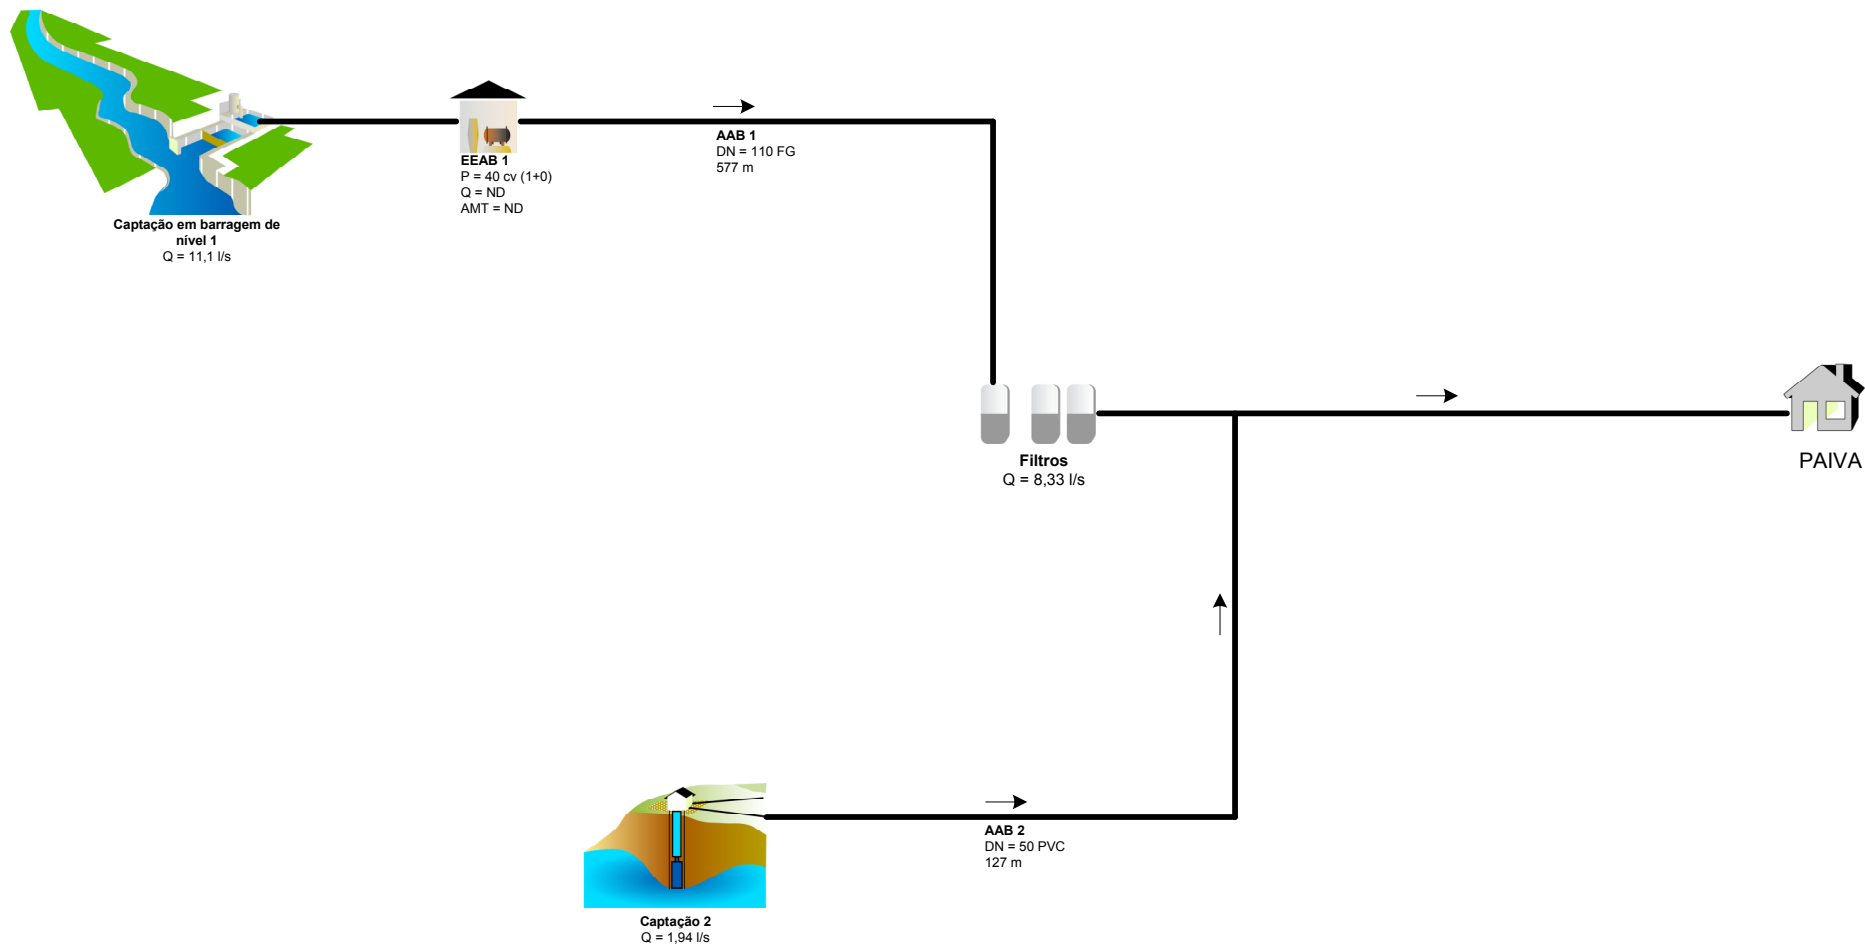 Captação em barragem de
nível 1
Q = 11,1 l/s
EEAB 1
P = 40 cv (1+0)
Q = ND
AMT = ND
AAB 1
DN = 110 FG
577 m
Filtros
Q = 8,33 l/s
PAIVA
AAB 2
DN = 50 PVC
127 m
Captação 2
Q = 1,94 l/s